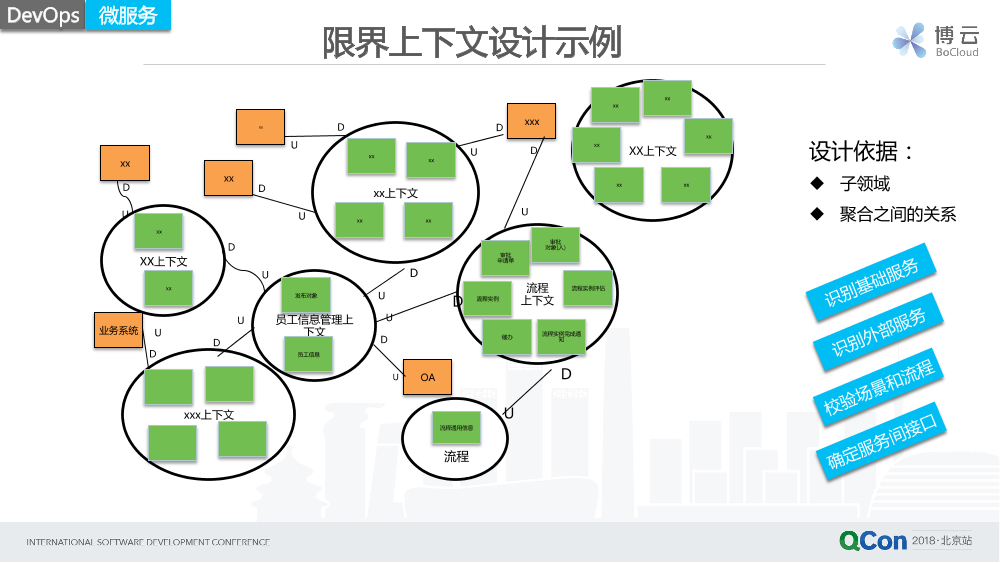 DevOps 微服务
限界上下文设计示例
博云
BoCloud
xx
D
U
xx
XX上下文
xx
D
U
xx
D
U
D
U
xx
xx
xx上下文
xx
xx
xxx
D
U
D
U
xx
xx
xx
xx
XX上下文
xx
xx
业务系统
U
D
U
D
xxx上下文
发布对象
员工信息管理上
下文
员工信息
D
U
D
U
D
U
OA
审批
申请单
审批
对象(人)
流程实例
流程
上下文
流程实例评估
催办
流程实例完成通
知
D
U
流程通用信息
流程
设计依据：
◆ 子领域
◆ 聚合之间的关系
识别基础服务
识别外部服务
校验场景和流程
确定服务间接口
INTERNATIONAL SOFTWARE DEVELOPMENT CONFERENCE
QCon 2018·北京站